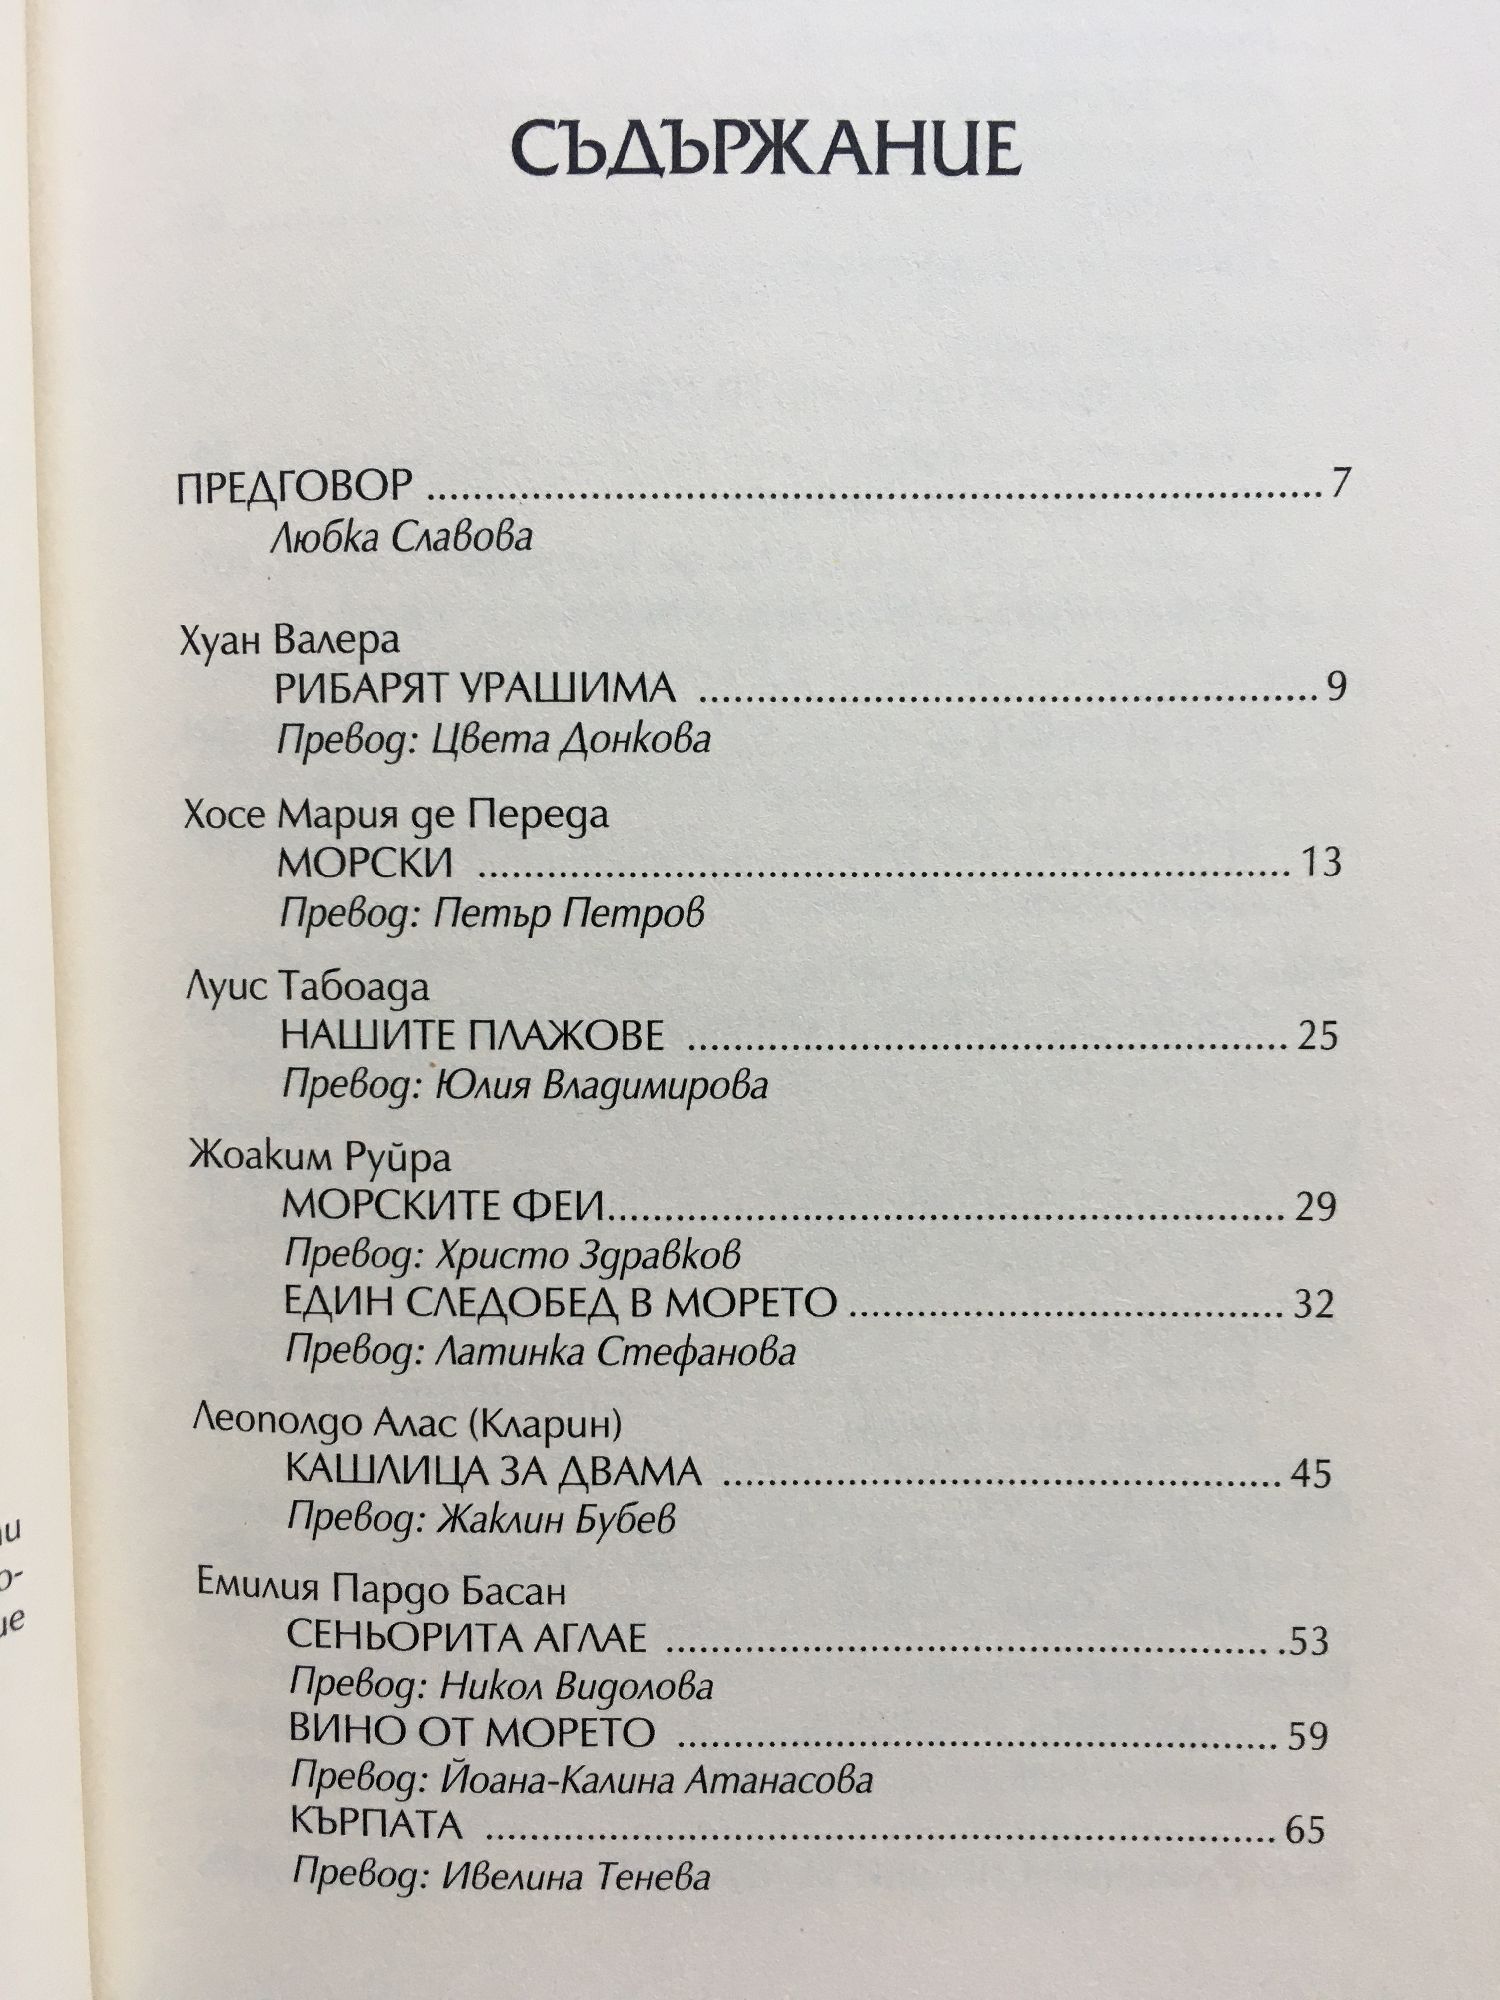 СЪДЪРЖАНИЕ
ПРЕДГОВОР ........ 7
Любка Славова
Хуан Валера
РИБАРЯТ УРАШИМА ........ 9
Превод: Цвета Донкова
Хосе Мария де Переда
МОРСКИ ........ 13
Превод: Петър Петров
Луис Табоада
НАШИТЕ ПЛАЖОВЕ ........ 25
Превод: Юлия Владимирова
Жоаким Руйра
МОРСКИТЕ ФЕИ........ 29
Превод: Христо Здравков
ЕДИН СЛЕДОБЕД В МОРЕТО ........ 32
Превод: Латинка Стефанова
Леополдо Алас (Кларин)
КАШЛИЦА ЗА ДВАМА ........ 45
Превод: Жаклин Бубев
Емилия Пардо Басан
СЕНЬОРИТА АГЛАЕ ........ .53
Превод: Никол Видолова
ВИНО ОТ МОРЕТО ........ 59
Превод: Йоана-Калина Атанасова
КЪРПАТА ........ 65
Превод: Ивелина Тенева